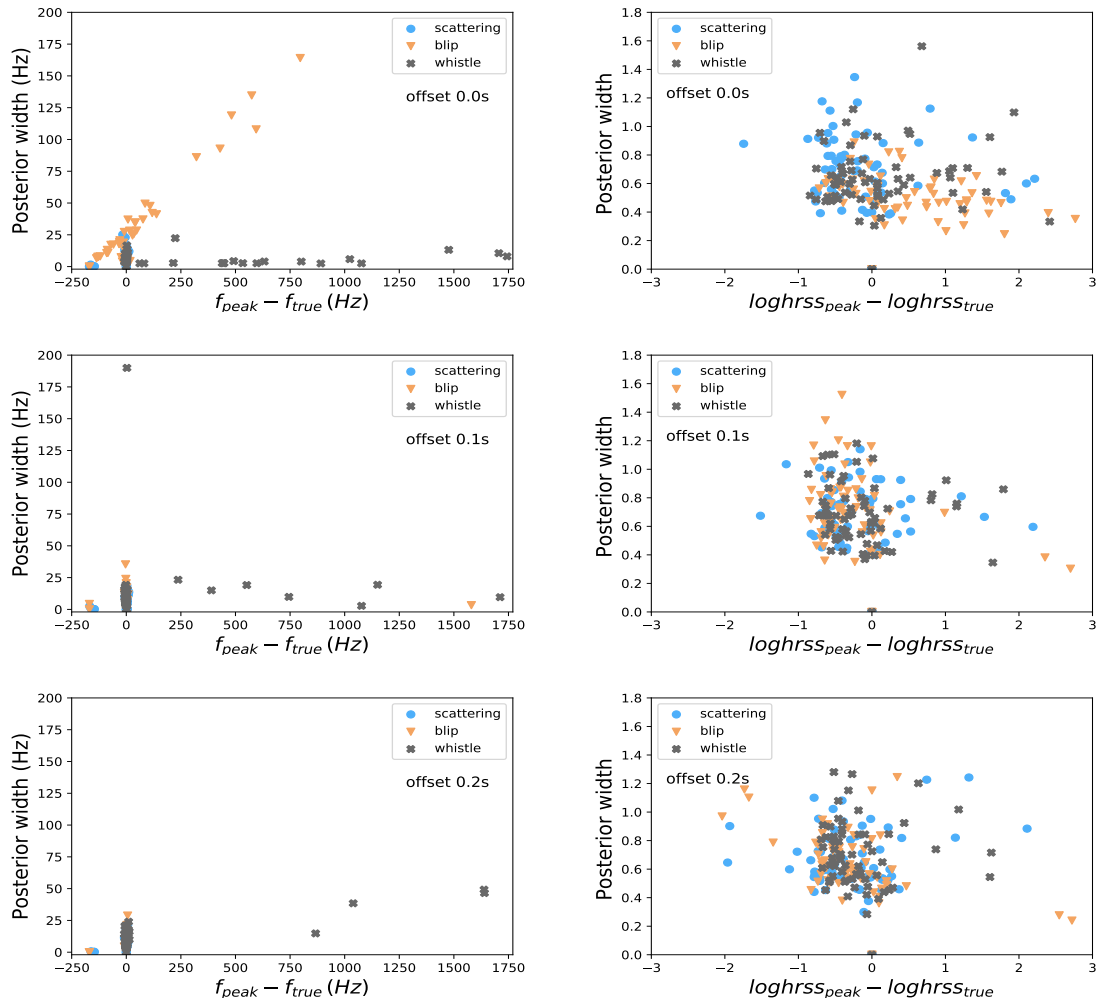 Posterior width (Hz)
200
175
150
125
100
75
50
25
0
−250 0 250 500 750 1000 1250 1500 1750
f_peak − f_true (Hz)
scattering
blip
whistle
offset 0.0s
Posterior width
1.8
1.6
1.4
1.2
1.0
0.8
0.6
0.4
0.2
0.0
−3 −2 −1 0 1 2 3
loghrss_peak − loghrss_true
scattering
blip
whistle
offset 0.0s
Posterior width (Hz)
200
175
150
125
100
75
50
25
0
−250 0 250 500 750 1000 1250 1500 1750
f_peak − f_true (Hz)
scattering
blip
whistle
offset 0.1s
Posterior width
1.8
1.6
1.4
1.2
1.0
0.8
0.6
0.4
0.2
0.0
−3 −2 −1 0 1 2 3
loghrss_peak − loghrss_true
scattering
blip
whistle
offset 0.1s
Posterior width (Hz)
200
175
150
125
100
75
50
25
0
−250 0 250 500 750 1000 1250 1500 1750
f_peak − f_true (Hz)
scattering
blip
whistle
offset 0.2s
Posterior width
1.8
1.6
1.4
1.2
1.0
0.8
0.6
0.4
0.2
0.0
−3 −2 −1 0 1 2 3
loghrss_peak − loghrss_true
scattering
blip
whistle
offset 0.2s